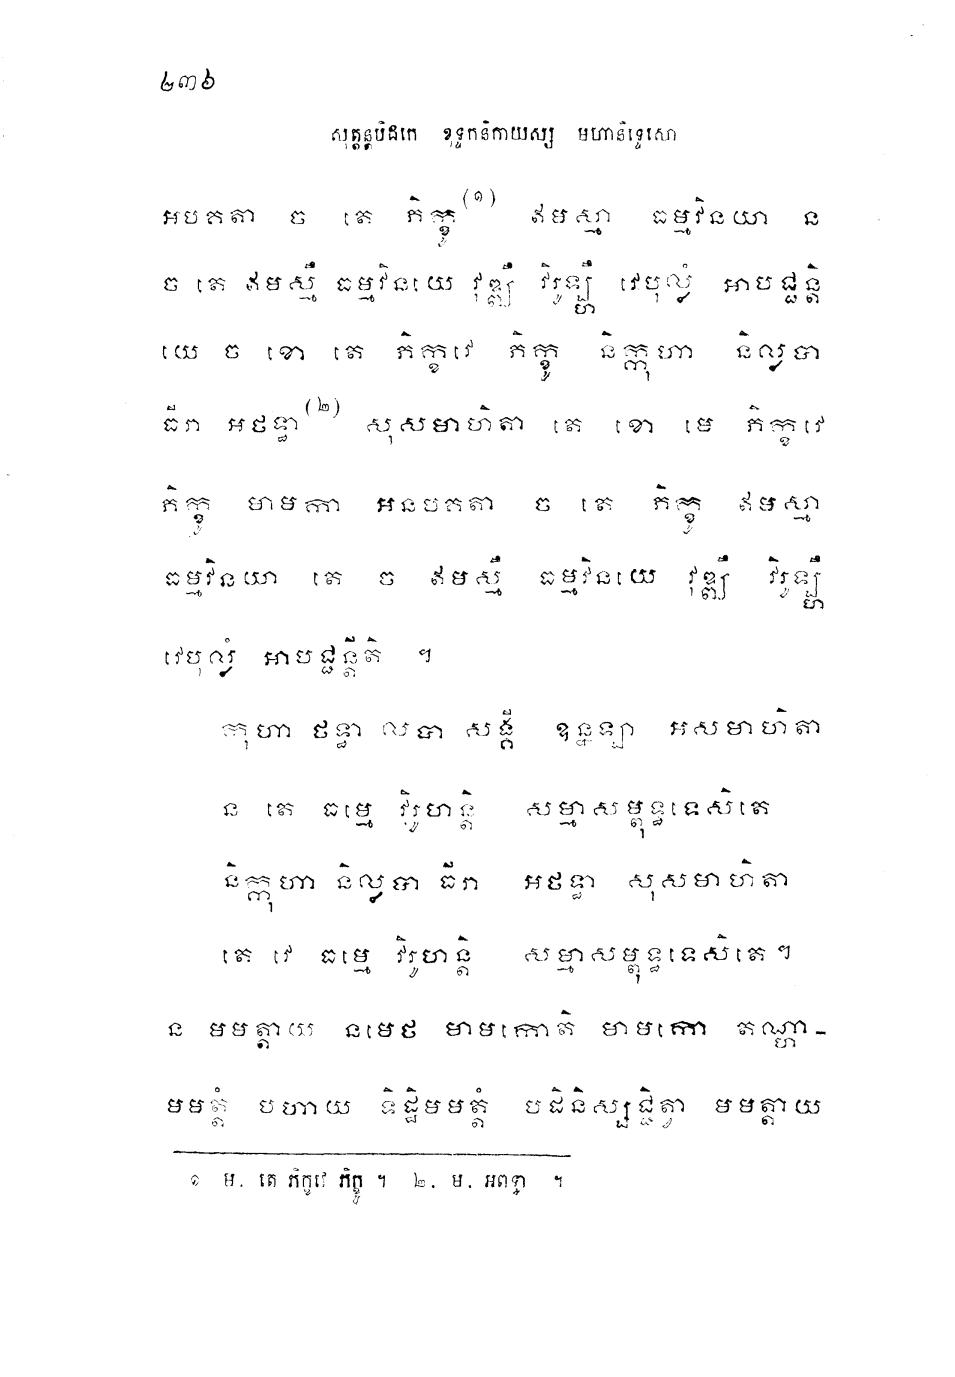 ២៣៦
សុត្តន្តបិដកេ ខុទ្ទកនិកាយស្ស មហានិទ្ទេសោ
អបគតា ច តេ ភិក្ខូ(១) ឥមស្មា ធម្មវិនយា ន
ច តេ ឥមស្មឹ ធម្មវិនយេ វុឌ្ឍឹ វិរូឡ្ហឹ វេបុល្លំ អាបជ្ជន្តិ
យេ ច ខោ តេ ភិក្ខវេ ភិក្ខូ និក្កុហា និល្លបា
ធីរា អថទ្ធា(២) សុសមាហិតា តេ ខោ មេ ភិក្ខវេ
ភិក្ខូ មាមកា អនបគតា ច តេ ភិក្ខូ ឥមស្មា
ធម្មវិនយា តេ ច ឥមស្មឹ ធម្មវិនយេ វុឌ្ឍឹ វិរូឡ្ហឹ
វេបុល្លំ អាបជ្ជន្តីតិ ។
កុហា ថទ្ធា លបា សង្គី ឧន្នឡា អសមាហិតា
ន តេ ធម្មេ វិរូហន្តិ សម្មាសម្ពុទ្ធទេសិតេ
និក្កុហា និល្លបា ធីរា អថទ្ធា សុសមាហិតា
តេ វេ ធម្មេ វិរូហន្តិ សម្មាសម្ពុទ្ធទេសិតេ។
ន មមត្តាយ នមេថ មាមកោតិ មាមកោ តណ្ហា-
មមត្តំ បហាយ ទិដ្ឋិមមត្តំ បដិនិស្សជ្ជិត្វា មមត្តាយ
១ ម. តេ ភិក្ខវេ ភិក្ខូ ។ ២. ម. អពទ្ធា ។